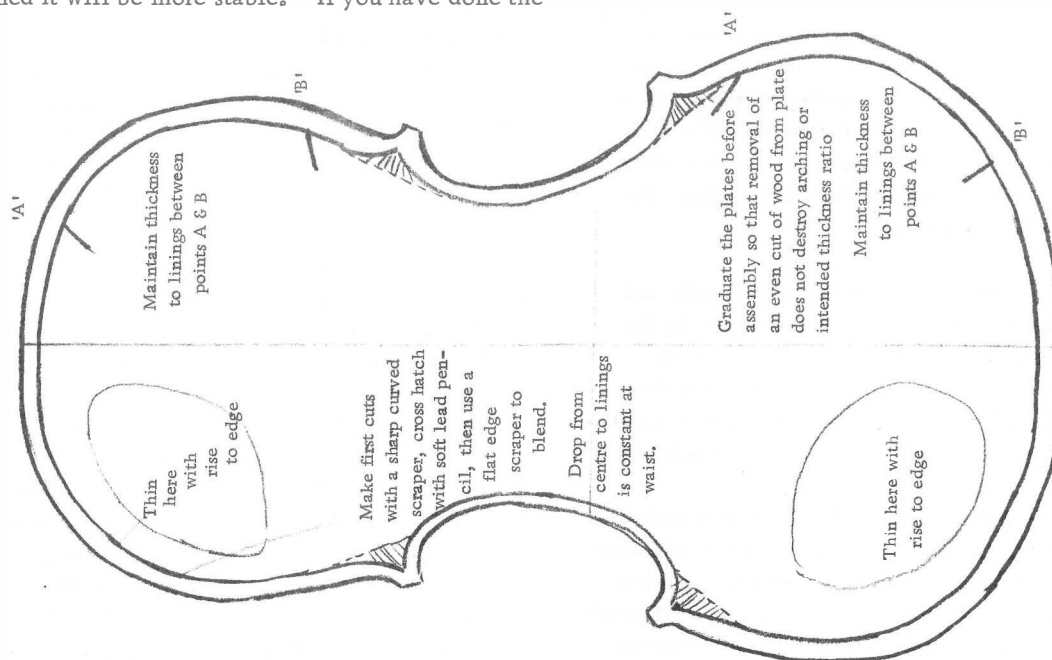 it will be more stable. If you have done the
'A'
Maintain thickness
to linings between
points A & B
'B'
Thin
here
with
rise
to edge
Make first cuts
with a sharp curved
scraper, cross hatch
with soft lead pen-
cil, then use a
flat edge
scraper to
blend.
Drop from
centre to linings
is constant at
waist.
'A'
Graduate the plates before
assembly so that removal of
an even cut of wood from plate
does not destroy arching or
intended thickness ratio
Maintain thickness
to linings between
points A & B
'B'
Thin here with
rise to edge